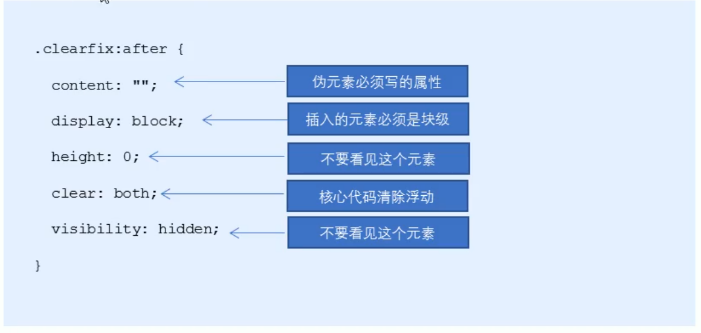 .clearfix:after {
content: "";
伪元素必须写的属性
display: block;
插入的元素必须是块级
height: 0;
不要看见这个元素
clear: both;
核心代码清除浮动
visibility: hidden;
不要看见这个元素
}